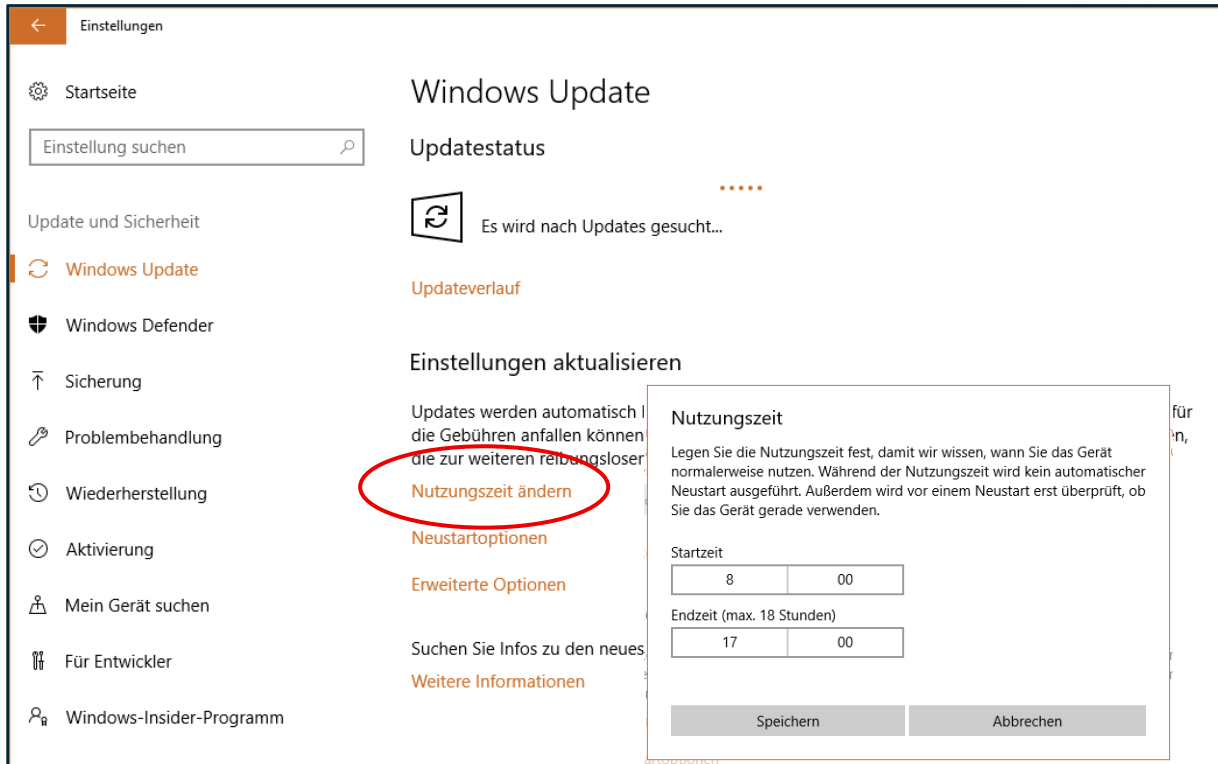 Einstellungen
Startseite
Einstellung suchen
Update und Sicherheit
Windows Update
Windows Defender
Sicherung
Problembehandlung
Wiederherstellung
Aktivierung
Mein Gerät suchen
Für Entwickler
Windows-Insider-Programm
Windows Update
Updatestatus
Es wird nach Updates gesucht...
Updateverlauf
Einstellungen aktualisieren
Updates werden automatisch für
die Gebühren anfallen können
die zur weiteren reibungsloser
Nutzungszeit ändern
Neustartoptionen
Erweiterte Optionen
Suchen Sie Infos zu den neues
Weitere Informationen
Nutzungszeit
Legen Sie die Nutzungszeit fest, damit wir wissen, wann Sie das Gerät
normalerweise nutzen. Während der Nutzungszeit wird kein automatischer
Neustart ausgeführt. Außerdem wird vor einem Neustart erst überprüft, ob
Sie das Gerät gerade verwenden.
Startzeit
8 00
Endzeit (max. 18 Stunden)
17 00
Speichern Abbrechen